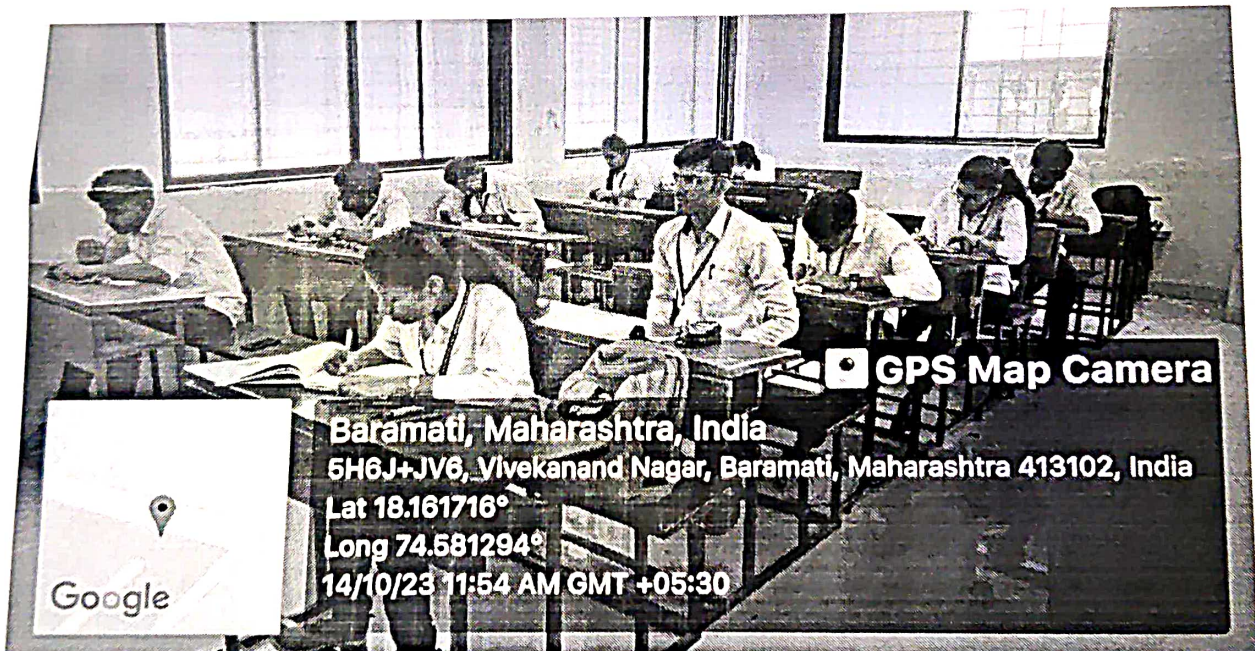 GPS Map Camera
Baramati, Maharashtra, India
5H6J+JV6, Vivekanand Nagar, Baramati, Maharashtra 413102, India
Lat 18.161716°
Long 74.581294°
14/10/23 11:54 AM GMT +05:30
Google